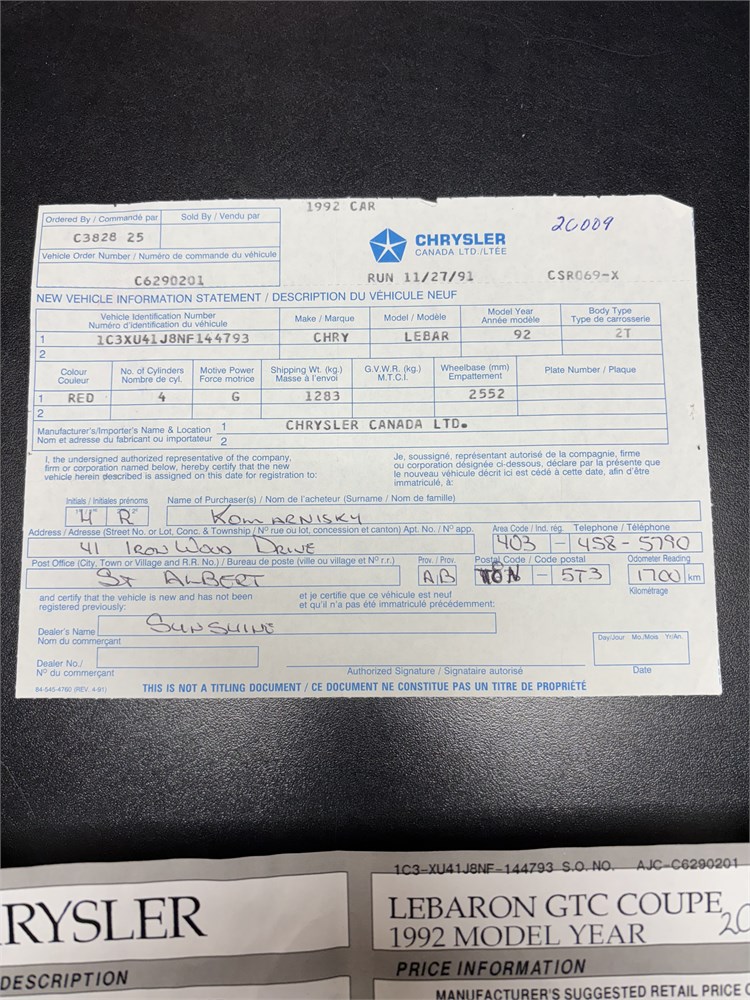 1992 CAR
Ordered By / Commandé par
Sold By / Vendu par
C3828 25
2C009
CHRYSLER
CANADA LTD./LTÉE
Vehicle Order Number / Numéro de commande du véhicule
C6290201
RUN 11/27/91
CSR069-X
NEW VEHICLE INFORMATION STATEMENT / DESCRIPTION DU VÉHICULE NEUF
Vehicle Identification Number
Numéro d'identification du véhicule
Make / Marque
Model / Modèle
Model Year
Année modèle
Body Type
Type de carrosserie
1 1C3XU41J8NF144793 CHRY LEBAR 92 2T
2
Colour
Couleur
No. of Cylinders
Nombre de cyl.
Motive Power
Force motrice
Shipping Wt. (kg.)
Masse à l'envoi
G.V.W.R. (kg.)
M.T.C.I.
Wheelbase (mm)
Empattement
Plate Number / Plaque
1 RED 4 G 1283 2552
2
Manufacturer's/Importer's Name & Location
Nom et adresse du fabricant ou importateur
1 CHRYSLER CANADA LTD.
2
I, the undersigned authorized representative of the company,
firm or corporation named below, hereby certify that the new
vehicle herein described is assigned on this date for registration to:
Je, soussigné, représentant autorisé de la compagnie, firme
ou corporation désignée ci-dessous, déclare par la présente que
le nouveau véhicule décrit ici est cédé à cette date, afin d'être
immatriculé, à:
Initials / Initiales prénoms
Name of Purchaser(s) / Nom de l'acheteur (Surname / Nom de famille)
H R KOMARNISKY
Address / Adresse (Street No. or Lot, Conc. & Township / Nº rue ou lot, concession et canton) Apt. No. / Nº app.
Area Code / Ind. rég.
Telephone / Téléphone
41 IRON WOOD DRIVE
403 - 458 - 5790
Post Office (City, Town or Village and R.R. No.) / Bureau de poste (ville ou village et Nº r.r.)
Prov. / Prov.
Postal Code / Code postal
Odometer Reading
ST ALBERT
AB
T8N - 5T3
1700 km
Kilométrage
and certify that the vehicle is new and has not been
registered previously:
et je certifie que ce véhicule est neuf
et qu'il n'a pas été immatriculé précédemment:
Dealer's Name
Nom du commerçant
SUNSHINE
Day/Jour Mo./Mois Yr/An.
Dealer No./
Nº du commerçant
Authorized Signature / Signataire autorisé
Date
84-545-4760 (REV. 4-91)
THIS IS NOT A TITLING DOCUMENT / CE DOCUMENT NE CONSTITUE PAS UN TITRE DE PROPRIÉTÉ
1C3-XU41J8NF-144793 S.O. NO. AJC-C6290201
RYSLER
LEBARON GTC COUPE
1992 MODEL YEAR
20
DESCRIPTION
PRICE INFORMATION
MANUFACTURER'S SUGGESTED RETAIL PRICE